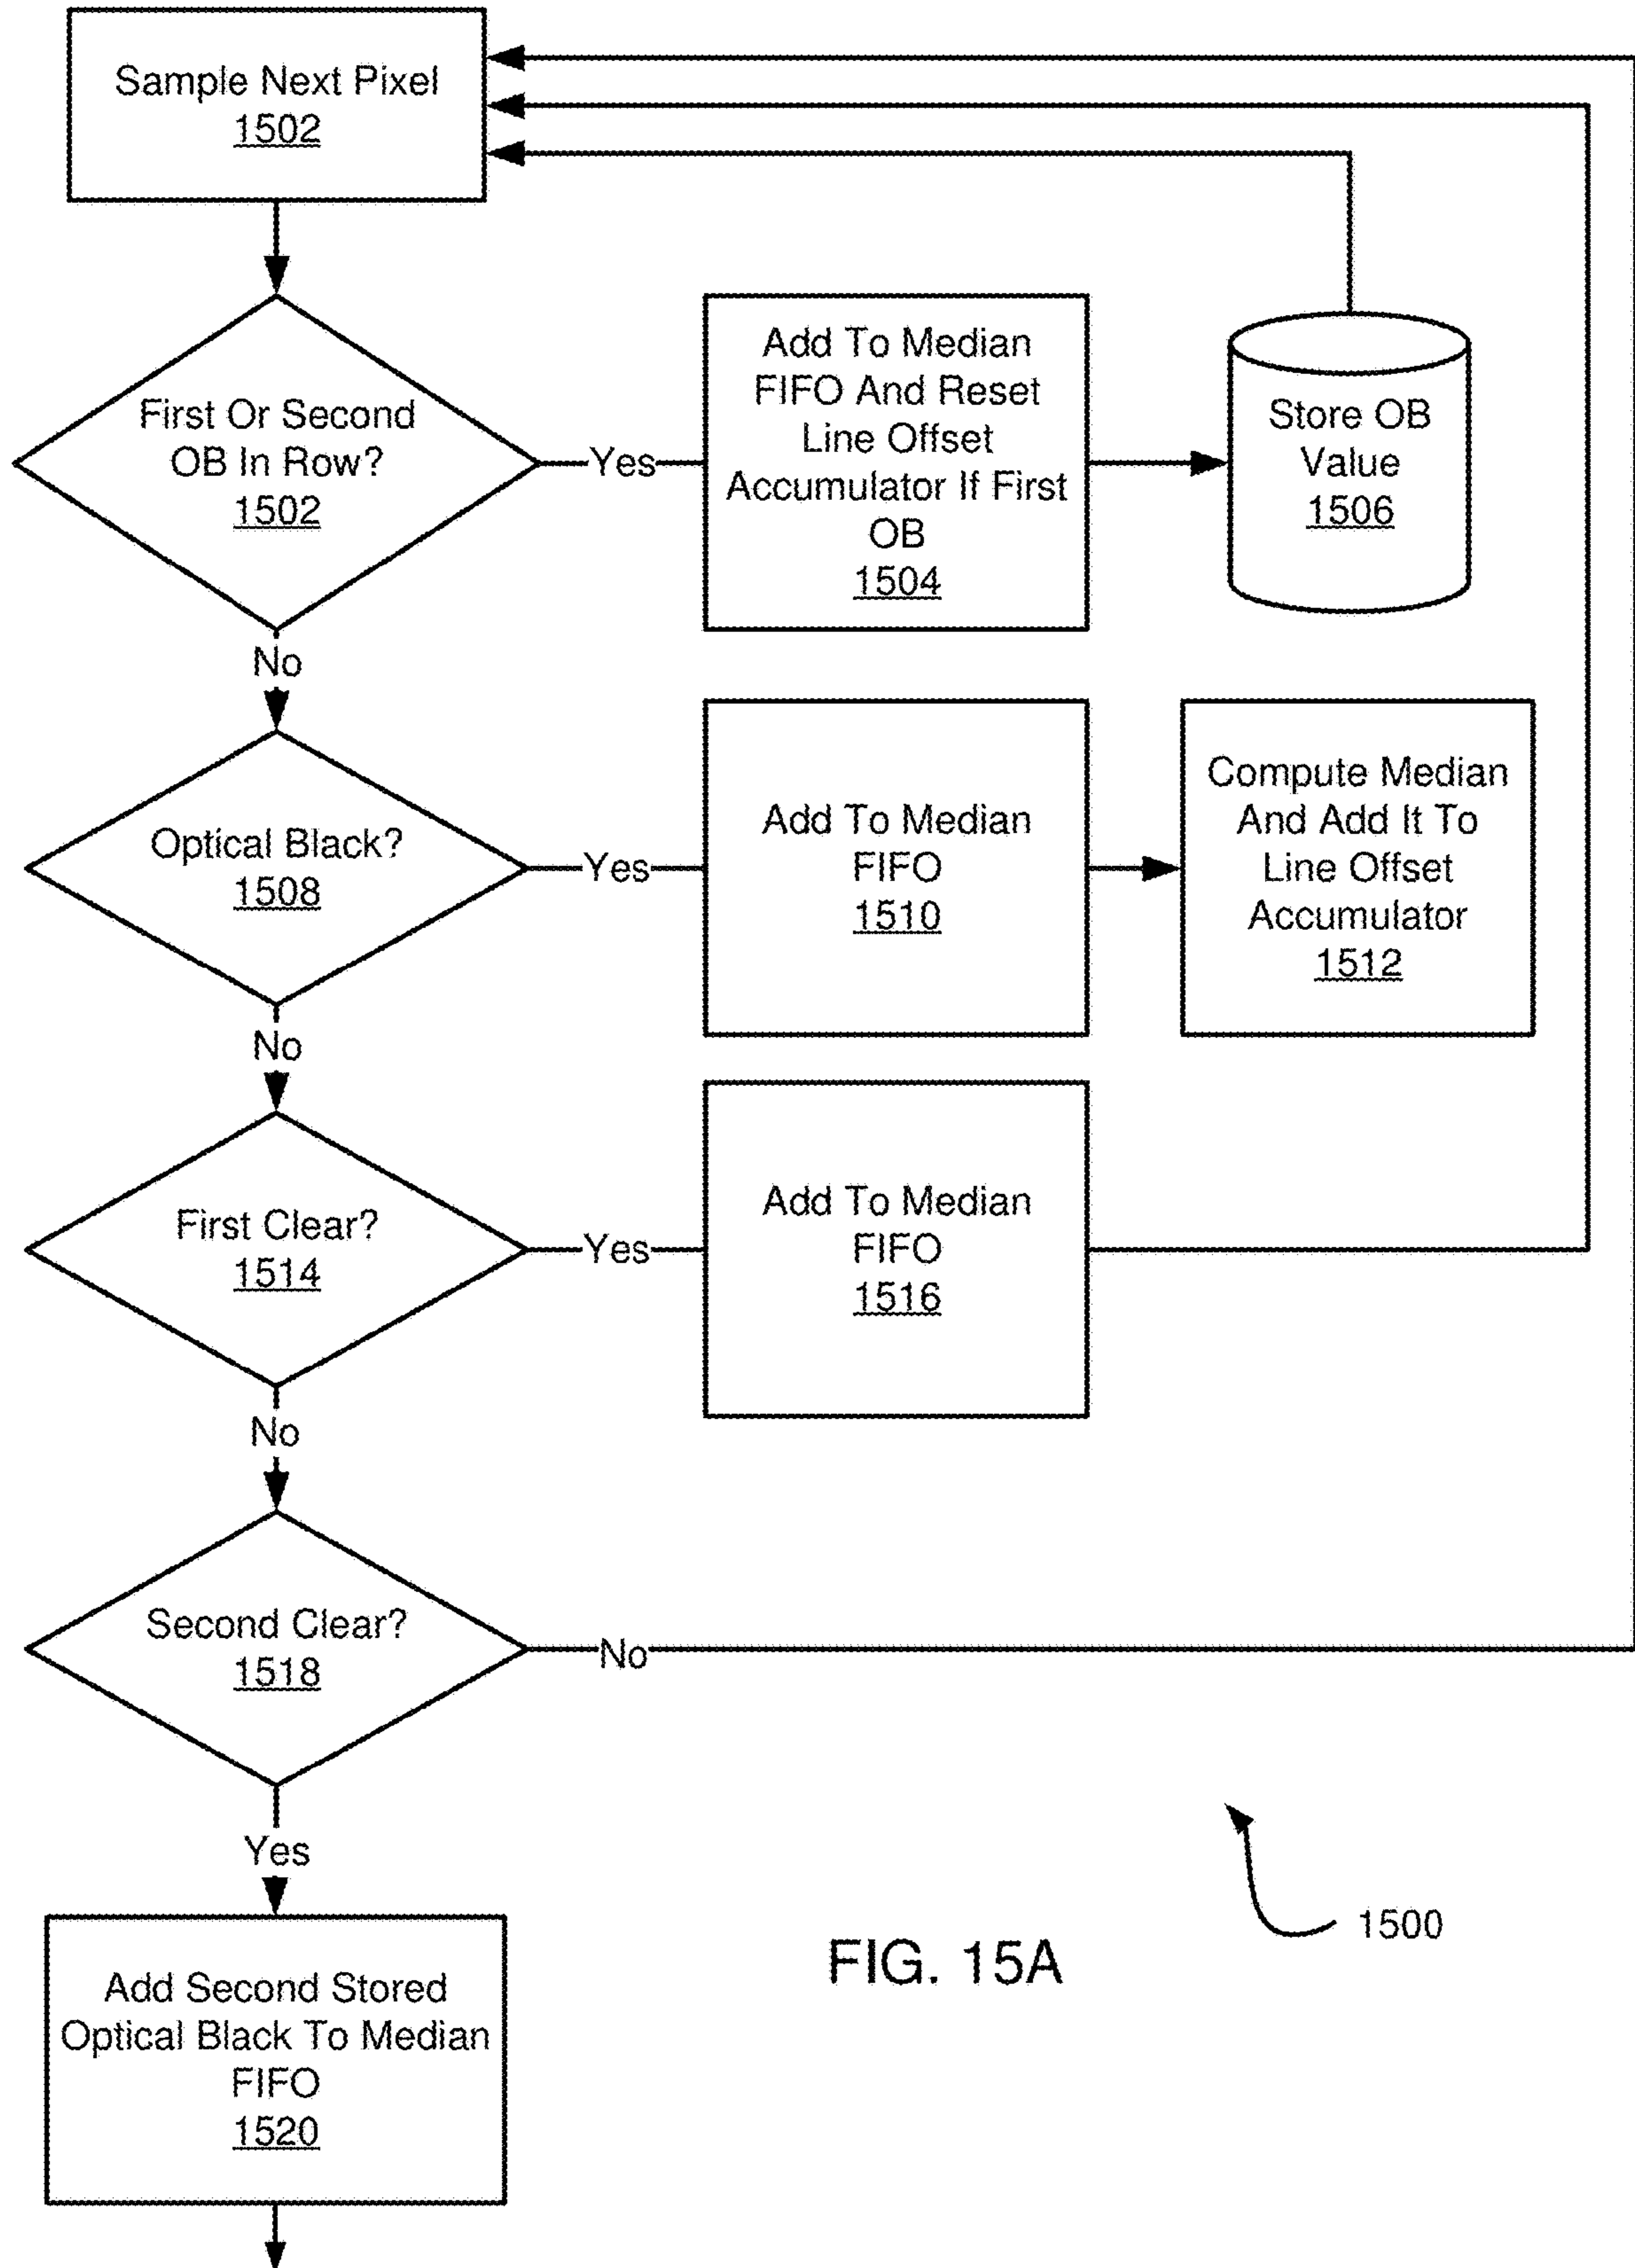 Sample Next Pixel
1502
First Or Second
OB In Row?
1502
Yes
Add To Median
FIFO And Reset
Line Offset
Accumulator If First
OB
1504
Store OB
Value
1506
No
Optical Black?
1508
Yes
Add To Median
FIFO
1510
Compute Median
And Add It To
Line Offset
Accumulator
1512
No
First Clear?
1514
Yes
Add To Median
FIFO
1516
No
Second Clear?
1518
No
Yes
Add Second Stored
Optical Black To Median
FIFO
1520
FIG. 15A
1500